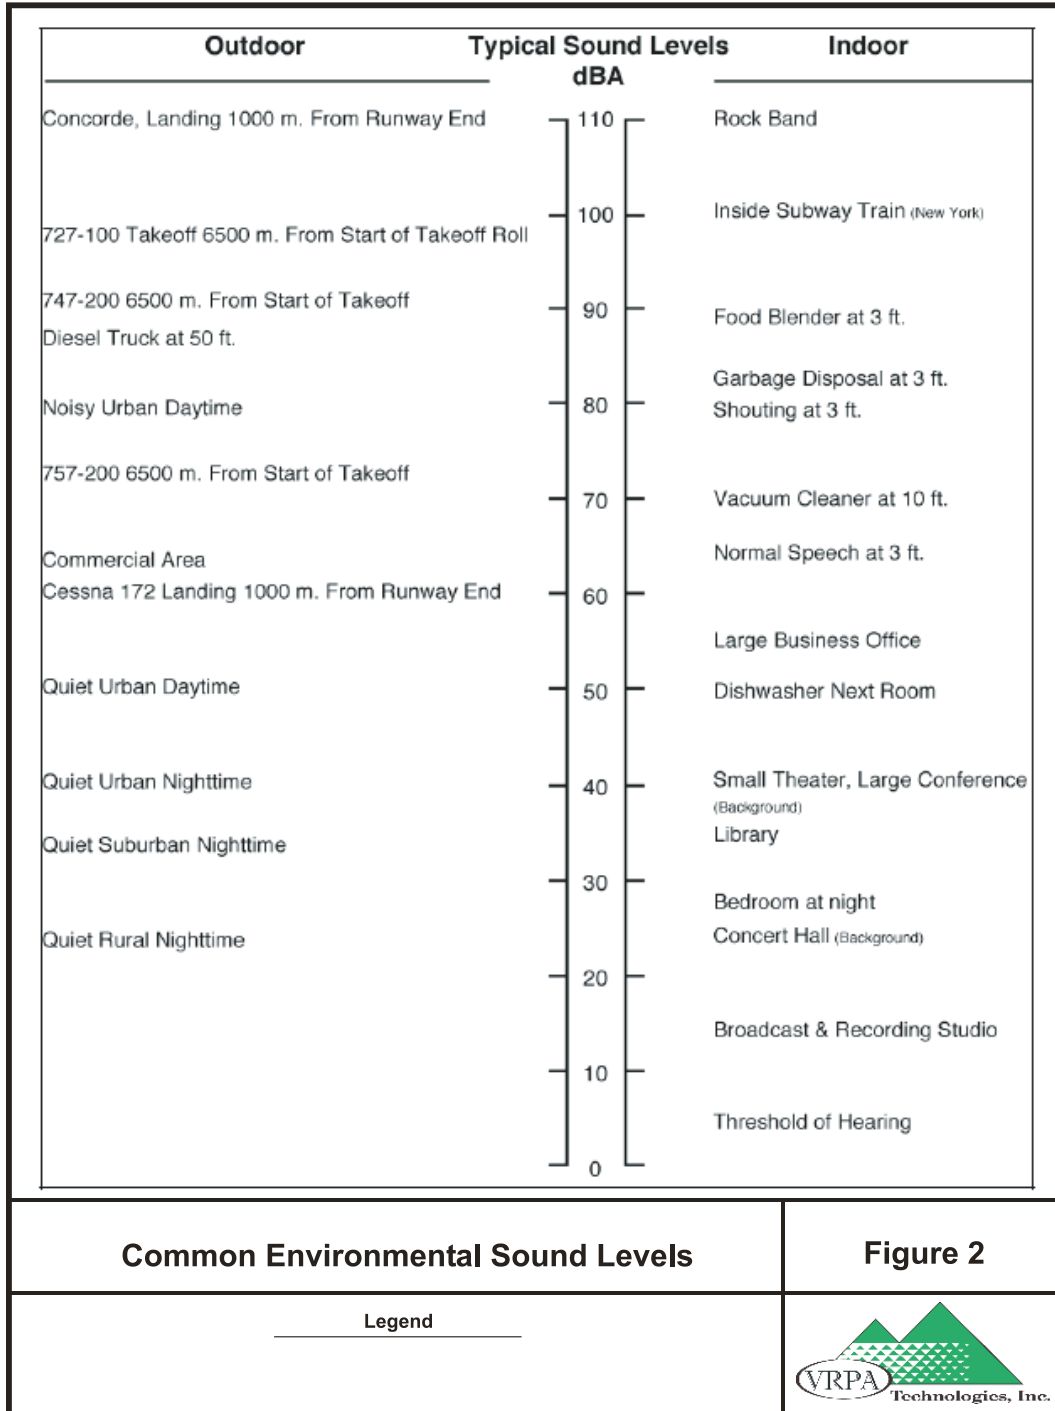 Outdoor Typical Sound Levels Indoor
dBA
Concorde, Landing 1000 m. From Runway End 110 Rock Band
100 Inside Subway Train (New York)
727-100 Takeoff 6500 m. From Start of Takeoff Roll
747-200 6500 m. From Start of Takeoff 90 Food Blender at 3 ft.
Diesel Truck at 50 ft.
Garbage Disposal at 3 ft.
Noisy Urban Daytime 80 Shouting at 3 ft.
757-200 6500 m. From Start of Takeoff
70 Vacuum Cleaner at 10 ft.
Commercial Area Normal Speech at 3 ft.
Cessna 172 Landing 1000 m. From Runway End 60
Large Business Office
Quiet Urban Daytime 50 Dishwasher Next Room
Quiet Urban Nighttime 40 Small Theater, Large Conference
(Background)
Quiet Suburban Nighttime Library
30
Bedroom at night
Quiet Rural Nighttime Concert Hall (Background)
20
Broadcast & Recording Studio
10
Threshold of Hearing
0
Common Environmental Sound Levels Figure 2
Legend
VRPA Technologies, Inc.